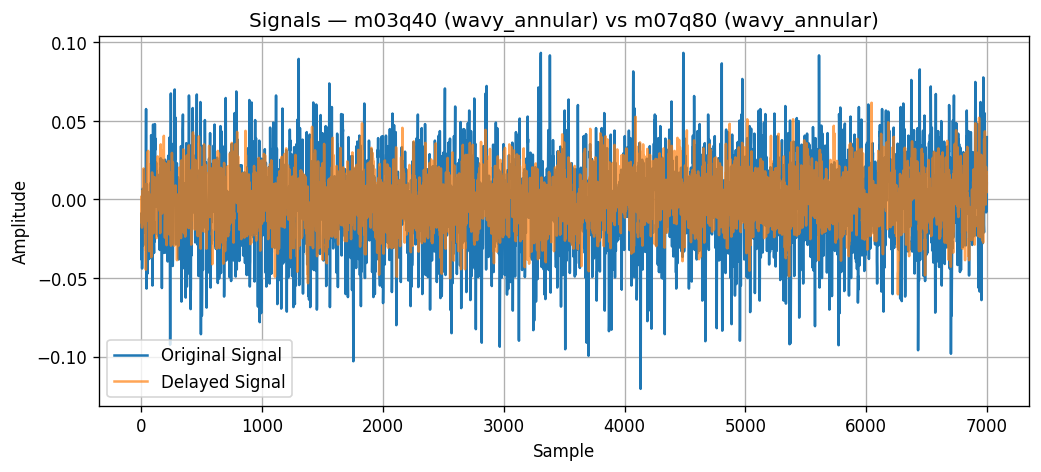 Signals — m03q40 (wavy_annular) vs m07q80 (wavy_annular)
0.10
0.05
0.00
−0.05
−0.10
Amplitude
Original Signal
Delayed Signal
0 1000 2000 3000 4000 5000 6000 7000
Sample